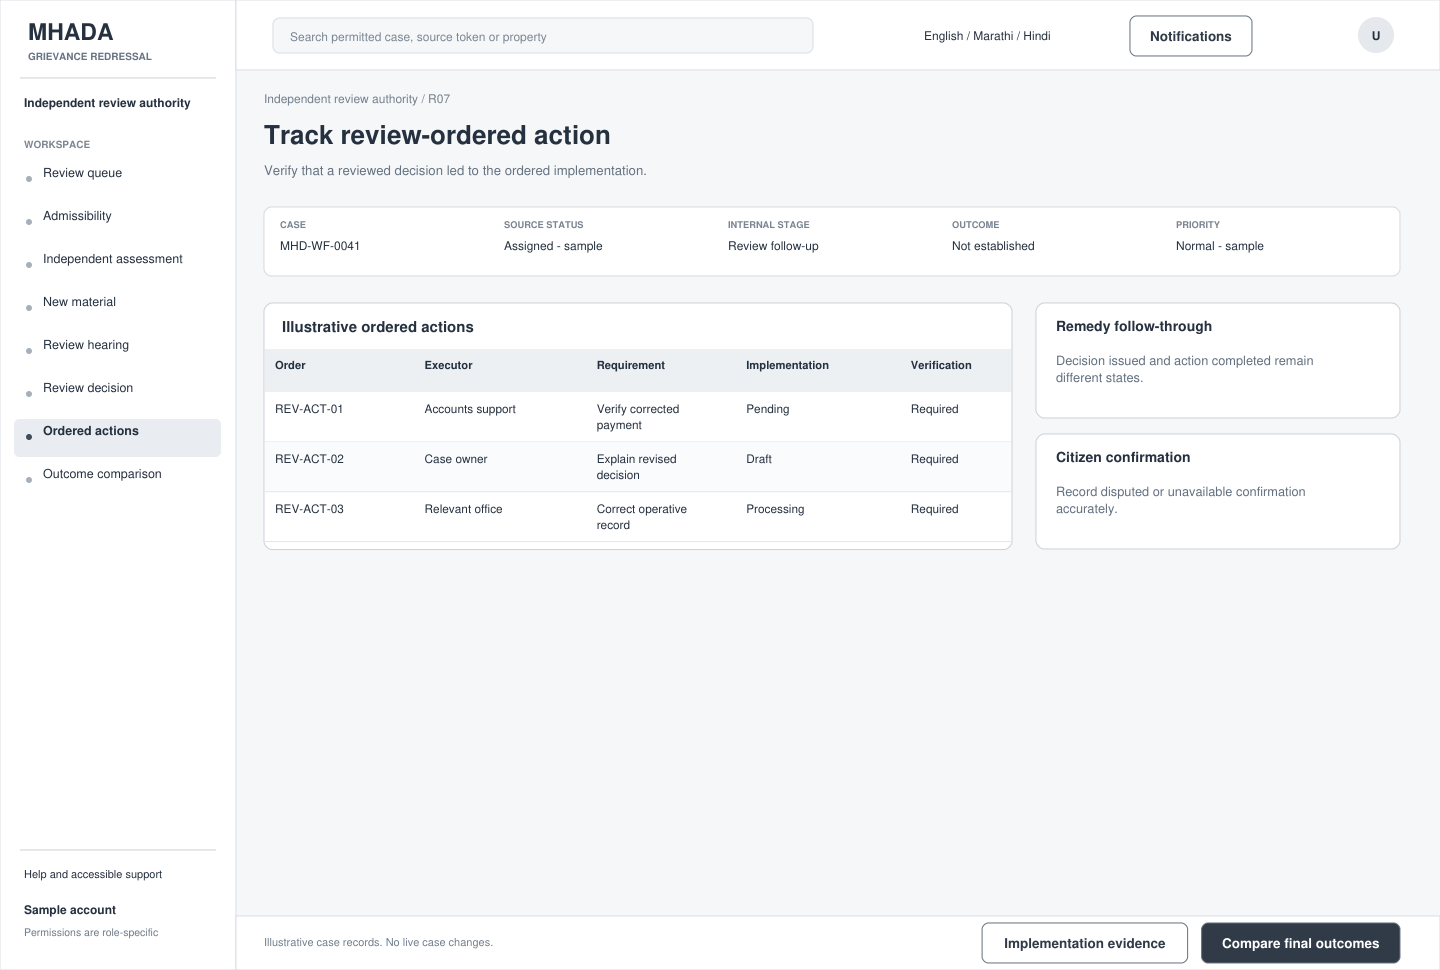 MHADA
GRIEVANCE REDRESSAL
Independent review authority
WORKSPACE
Review queue
Admissibility
Independent assessment
New material
Review hearing
Review decision
Ordered actions
Outcome comparison
Help and accessible support
Sample account
Permissions are role-specific
Search permitted case, source token or property
English / Marathi / Hindi
Notifications
U
Independent review authority / R07
Track review-ordered action
Verify that a reviewed decision led to the ordered implementation.
CASE
MHD-WF-0041
SOURCE STATUS
Assigned - sample
INTERNAL STAGE
Review follow-up
OUTCOME
Not established
PRIORITY
Normal - sample
Illustrative ordered actions
Order Executor Requirement Implementation Verification
REV-ACT-01 Accounts support Verify corrected payment Pending Required
REV-ACT-02 Case owner Explain revised decision Draft Required
REV-ACT-03 Relevant office Correct operative record Processing Required
Remedy follow-through
Decision issued and action completed remain
different states.
Citizen confirmation
Record disputed or unavailable confirmation
accurately.
Illustrative case records. No live case changes.
Implementation evidence
Compare final outcomes